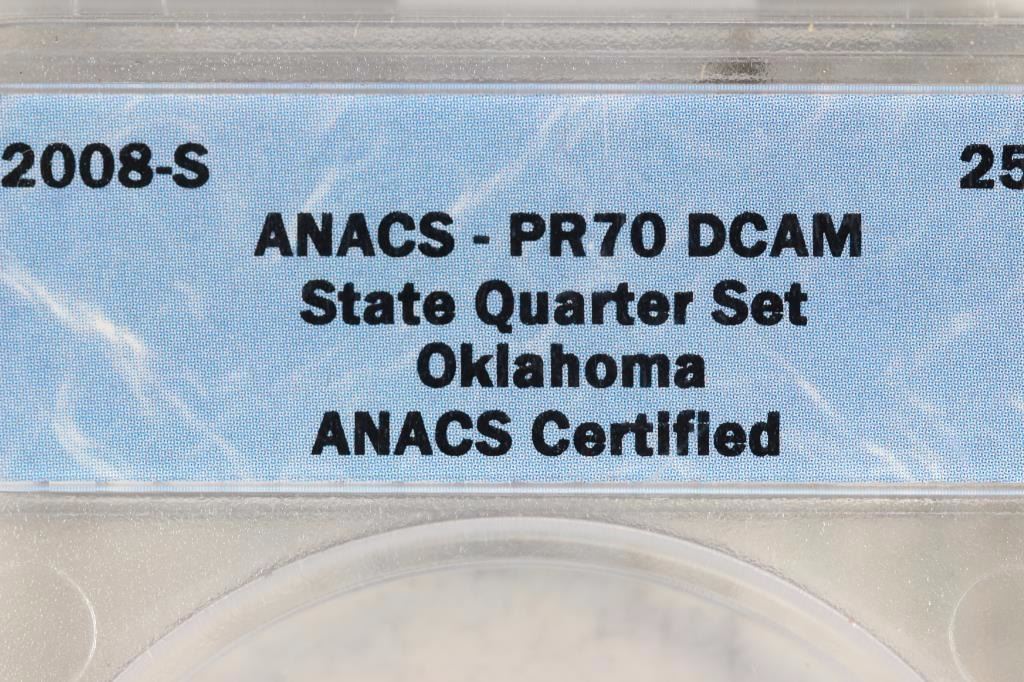 2008-S 25
ANACS - PR70 DCAM
State Quarter Set
Oklahoma
ANACS Certified